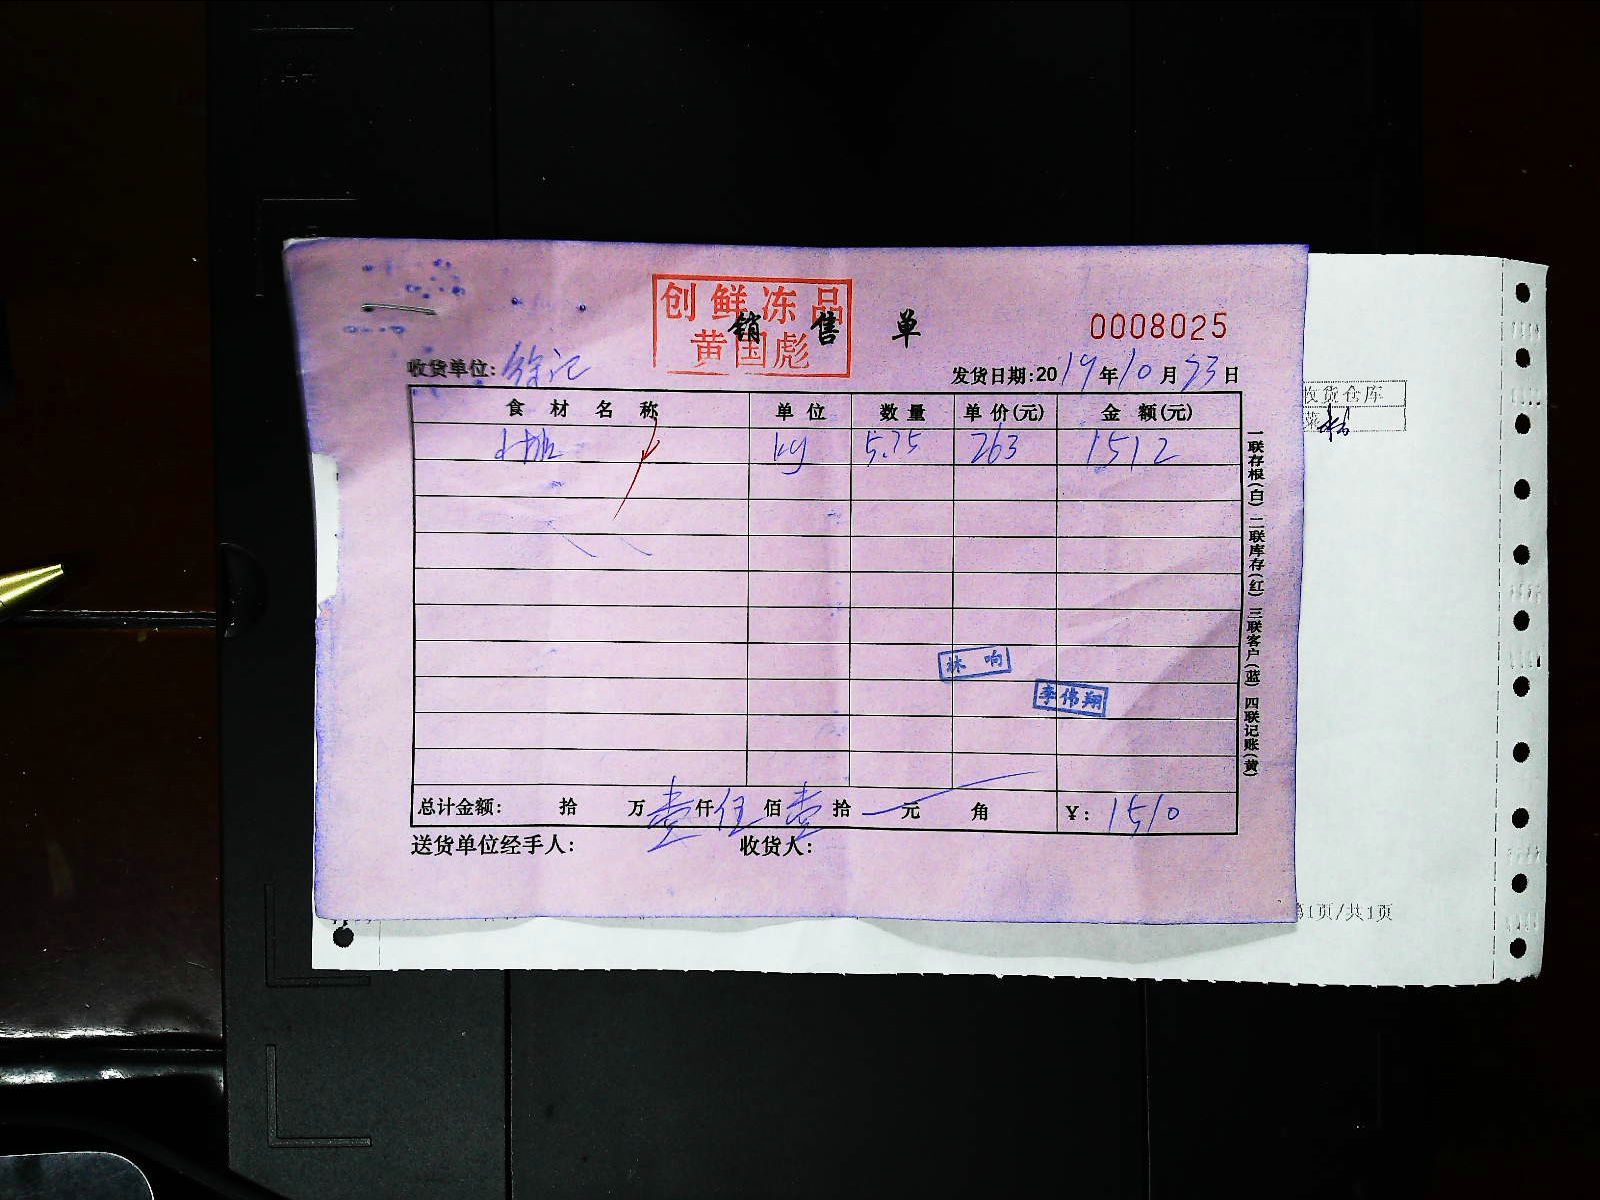 创鲜冻品
黄国彪
销售单
0008025
收货单位: 徐记
发货日期:2019年10月23日
食材名称 单位 数量 单价(元) 金额(元)
kg 5.75 263 1512
林响
李伟翔
总计金额: 拾 万壹仟伍佰壹拾一元 角 ¥: 1510
送货单位经手人: 收货人:
一联存根(白) 二联库存(红) 三联客户(蓝) 四联记账(黄)
收货仓库
第1页/共1页